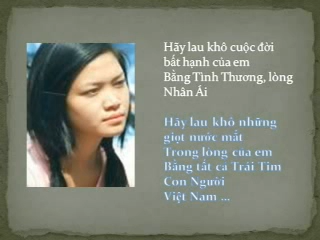 Hãy lau khô cuộc đời
bất hạnh của em
Bằng Tình Thương, lòng
Nhân Ái
Hãy lau khô những
giọt nước mắt
Trong lòng của em
Bằng tất cả Trái Tim
Con Người
Việt Nam ...